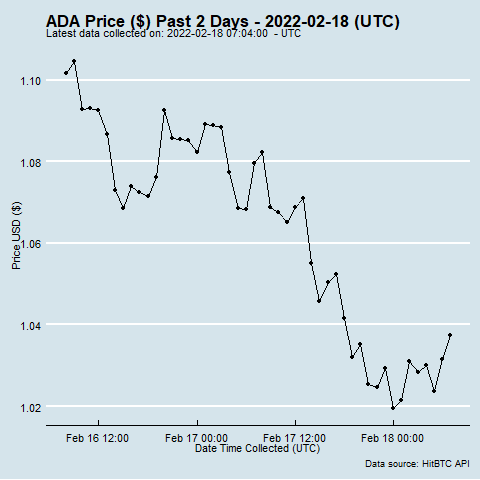 ADA Price ($) Past 2 Days - 2022-02-18 (UTC)
Latest data collected on: 2022-02-18 07:04:00  - UTC
1.10
1.08
1.06
1.04
1.02
Price USD ($)
Feb 16 12:00
Feb 17 00:00
Feb 17 12:00
Feb 18 00:00
Date Time Collected (UTC)
Data source: HitBTC API